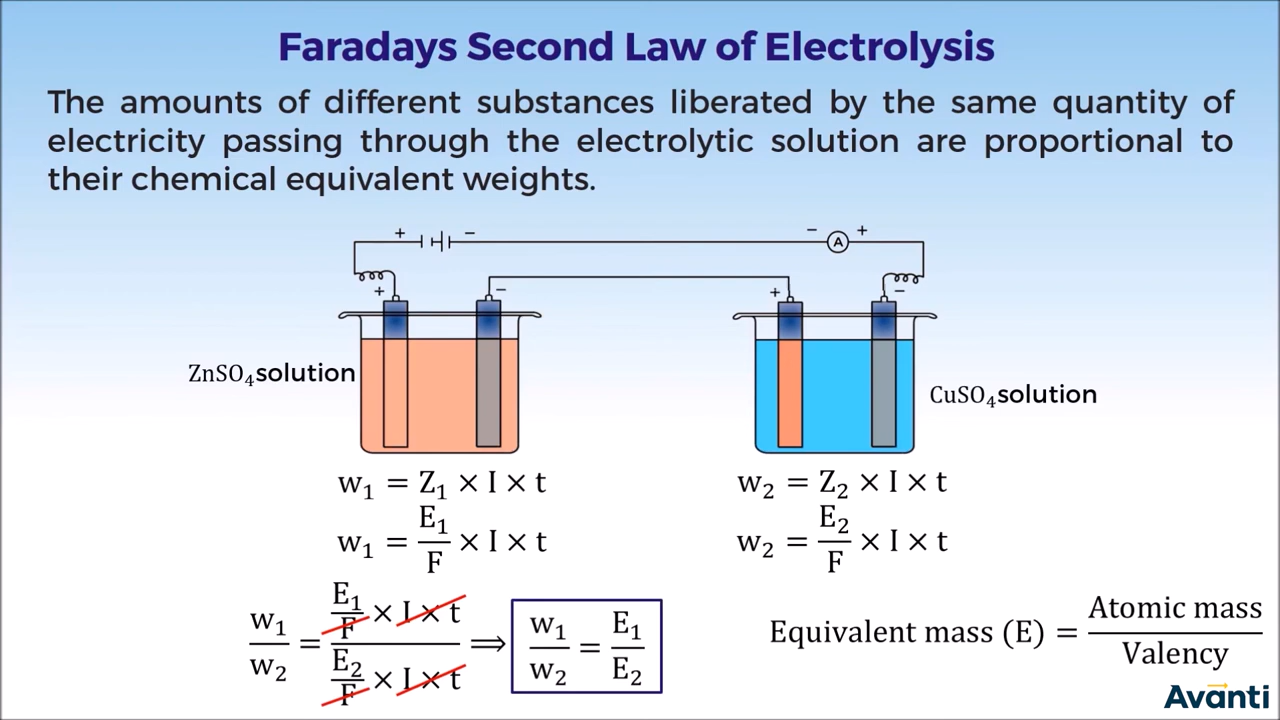 Faradays Second Law of Electrolysis
The amounts of different substances liberated by the same quantity of
electricity passing through the electrolytic solution are proportional to
their chemical equivalent weights.
+ − − +
A
+ − + −
ZnSO₄solution
CuSO₄solution
w₁ = Z₁ × I × t
w₂ = Z₂ × I × t
w₁ = E₁/F × I × t
w₂ = E₂/F × I × t
w₁/w₂ = (E₁/F × I × t)/(E₂/F × I × t) ⟹ w₁/w₂ = E₁/E₂
Equivalent mass (E) = Atomic mass/Valency
Avanti